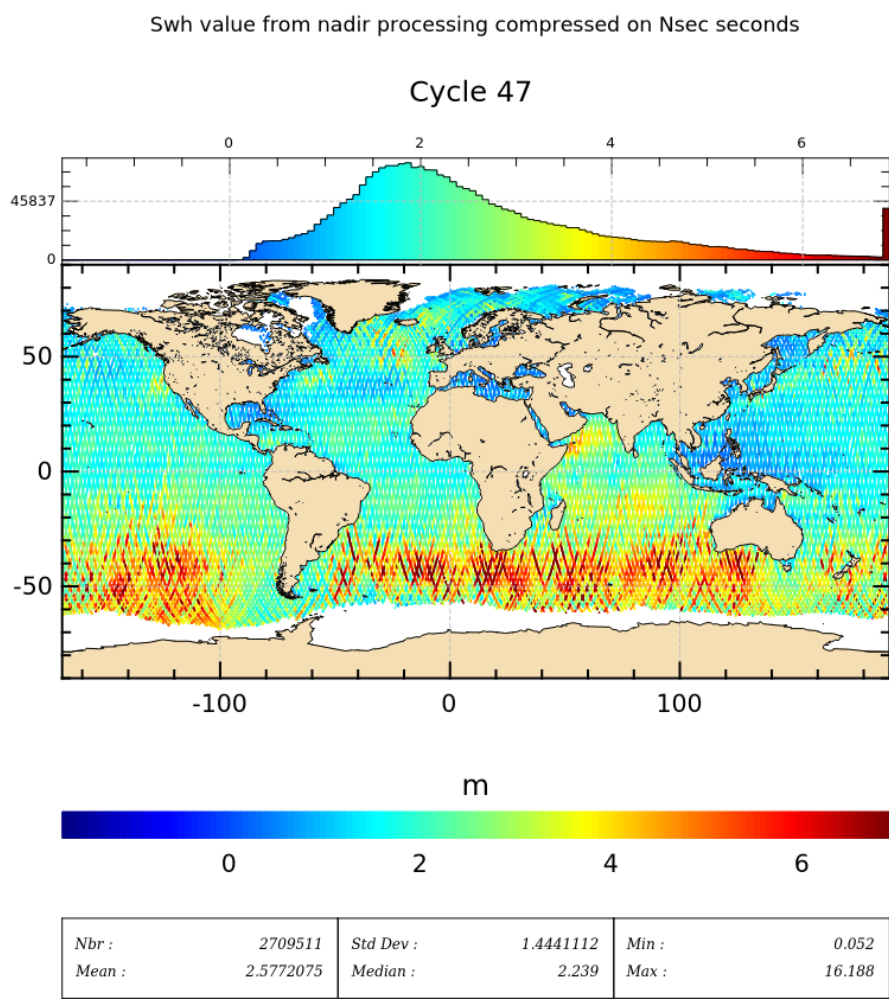 Swh value from nadir processing compressed on Nsec seconds
Cycle 47
0 2 4 6
45837
0
50
0
-50
-100 0 100
m
0 2 4 6
Nbr : 2709511 Std Dev : 1.4441112 Min : 0.052
Mean : 2.5772075 Median : 2.239 Max : 16.188